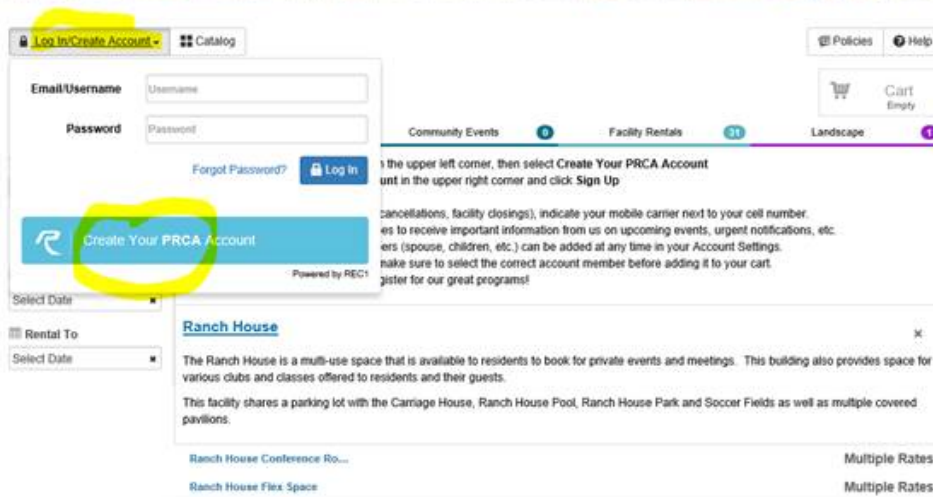 Log In/Create Account
Catalog
Policies
Help
Email/Username
Username
Cart
Empty
Password
Password
Community Events 0
Facility Rentals 31
Landscape 1
Forgot Password?
Log In
n the upper left corner, then select Create Your PRCA Account
unt in the upper right corner and click Sign Up
cancellations, facility closings), indicate your mobile carrier next to your cell number.
es to receive important information from us on upcoming events, urgent notifications, etc.
Create Your PRCA Account
ers (spouse, children, etc.) can be added at any time in your Account Settings.
make sure to select the correct account member before adding it to your cart.
Powered by REC1
gister for our great programs!
Select Date
Rental To
Select Date
Ranch House
The Ranch House is a multi-use space that is available to residents to book for private events and meetings. This building also provides space for
various clubs and classes offered to residents and their guests.
This facility shares a parking lot with the Carriage House, Ranch House Pool, Ranch House Park and Soccer Fields as well as multiple covered
pavilions.
Ranch House Conference Ro...
Multiple Rates
Ranch House Flex Space
Multiple Rates